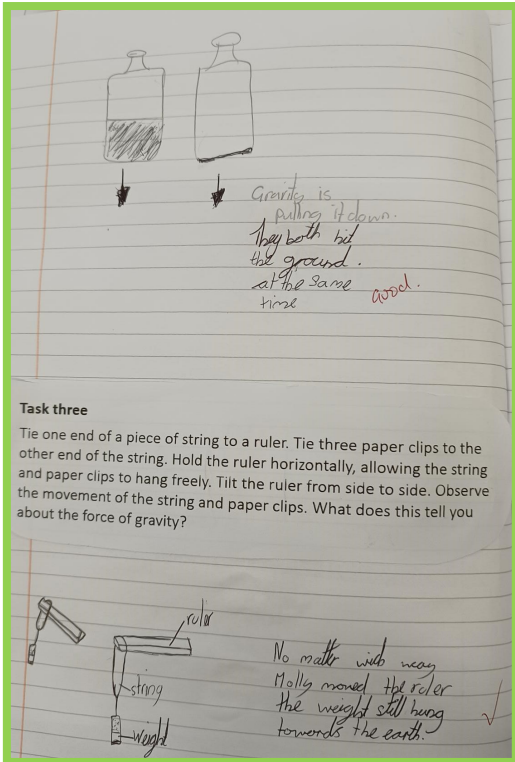 Gravity is
pulling it down.
They both hit
the ground.
at the same
time
Good.
Task three
Tie one end of a piece of string to a ruler. Tie three paper clips to the
other end of the string. Hold the ruler horizontally, allowing the string
and paper clips to hang freely. Tilt the ruler from side to side. Observe
the movement of the string and paper clips. What does this tell you
about the force of gravity?
ruler
string
weight
No matter wich way
Molly moved the ruler
the weight still hung
towords the earth.